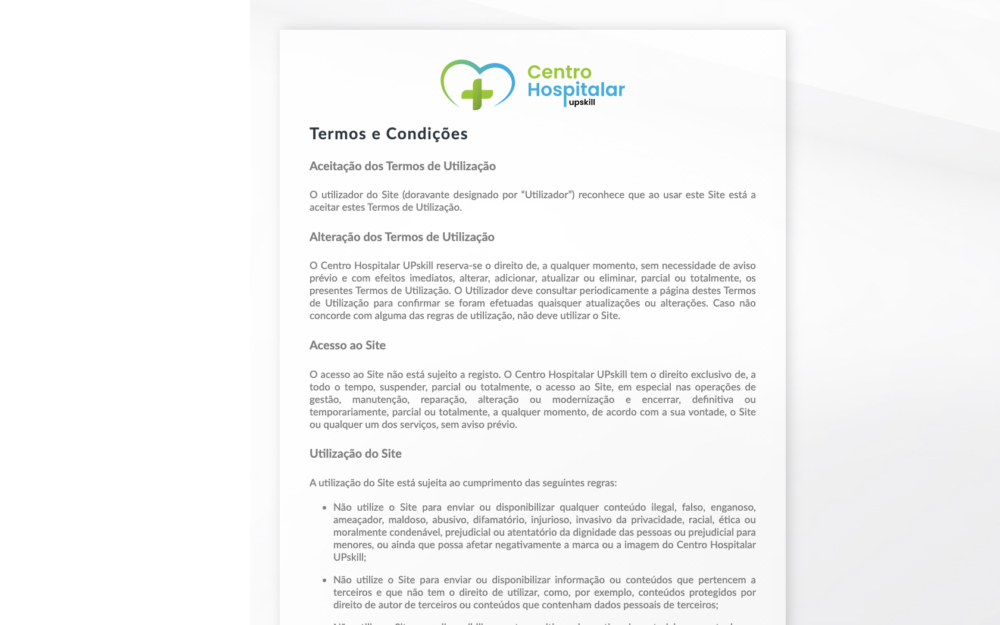 Centro
Hospitalar
upskill
Termos e Condições
Aceitação dos Termos de Utilização
O utilizador do Site (doravante designado por “Utilizador”) reconhece que ao usar este Site está a
aceitar estes Termos de Utilização.
Alteração dos Termos de Utilização
O Centro Hospitalar UPskill reserva-se o direito de, a qualquer momento, sem necessidade de aviso
prévio e com efeitos imediatos, alterar, adicionar, atualizar ou eliminar, parcial ou totalmente, os
presentes Termos de Utilização. O Utilizador deve consultar periodicamente a página destes Termos
de Utilização para confirmar se foram efetuadas quaisquer atualizações ou alterações. Caso não
concorde com alguma das regras de utilização, não deve utilizar o Site.
Acesso ao Site
O acesso ao Site não está sujeito a registo. O Centro Hospitalar UPskill tem o direito exclusivo de, a
todo o tempo, suspender, parcial ou totalmente, o acesso ao Site, em especial nas operações de
gestão, manutenção, reparação, alteração ou modernização e encerrar, definitiva ou
temporariamente, parcial ou totalmente, a qualquer momento, de acordo com a sua vontade, o Site
ou qualquer um dos serviços, sem aviso prévio.
Utilização do Site
A utilização do Site está sujeita ao cumprimento das seguintes regras:
• Não utilize o Site para enviar ou disponibilizar qualquer conteúdo ilegal, falso, enganoso,
ameaçador, maldoso, abusivo, difamatório, injurioso, invasivo da privacidade, racial, ética ou
moralmente condenável, prejudicial ou atentatório da dignidade das pessoas ou prejudicial para
menores, ou ainda que possa afetar negativamente a marca ou a imagem do Centro Hospitalar
UPskill;
• Não utilize o Site para enviar ou disponibilizar informação ou conteúdos que pertencem a
terceiros e que não tem o direito de utilizar, como, por exemplo, conteúdos protegidos por
direito de autor de terceiros ou conteúdos que contenham dados pessoais de terceiros;